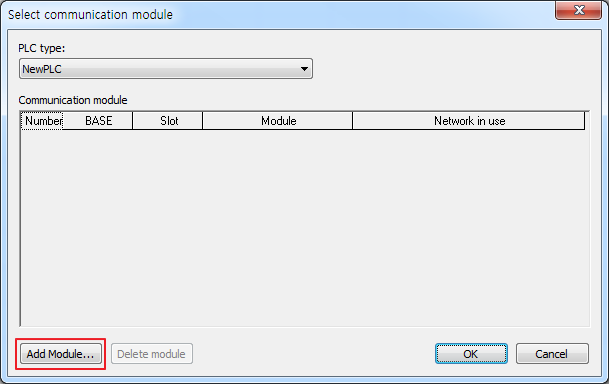 Select communication module
PLC type:
NewPLC
Communication module
Number BASE Slot Module Network in use
Add Module... Delete module OK Cancel